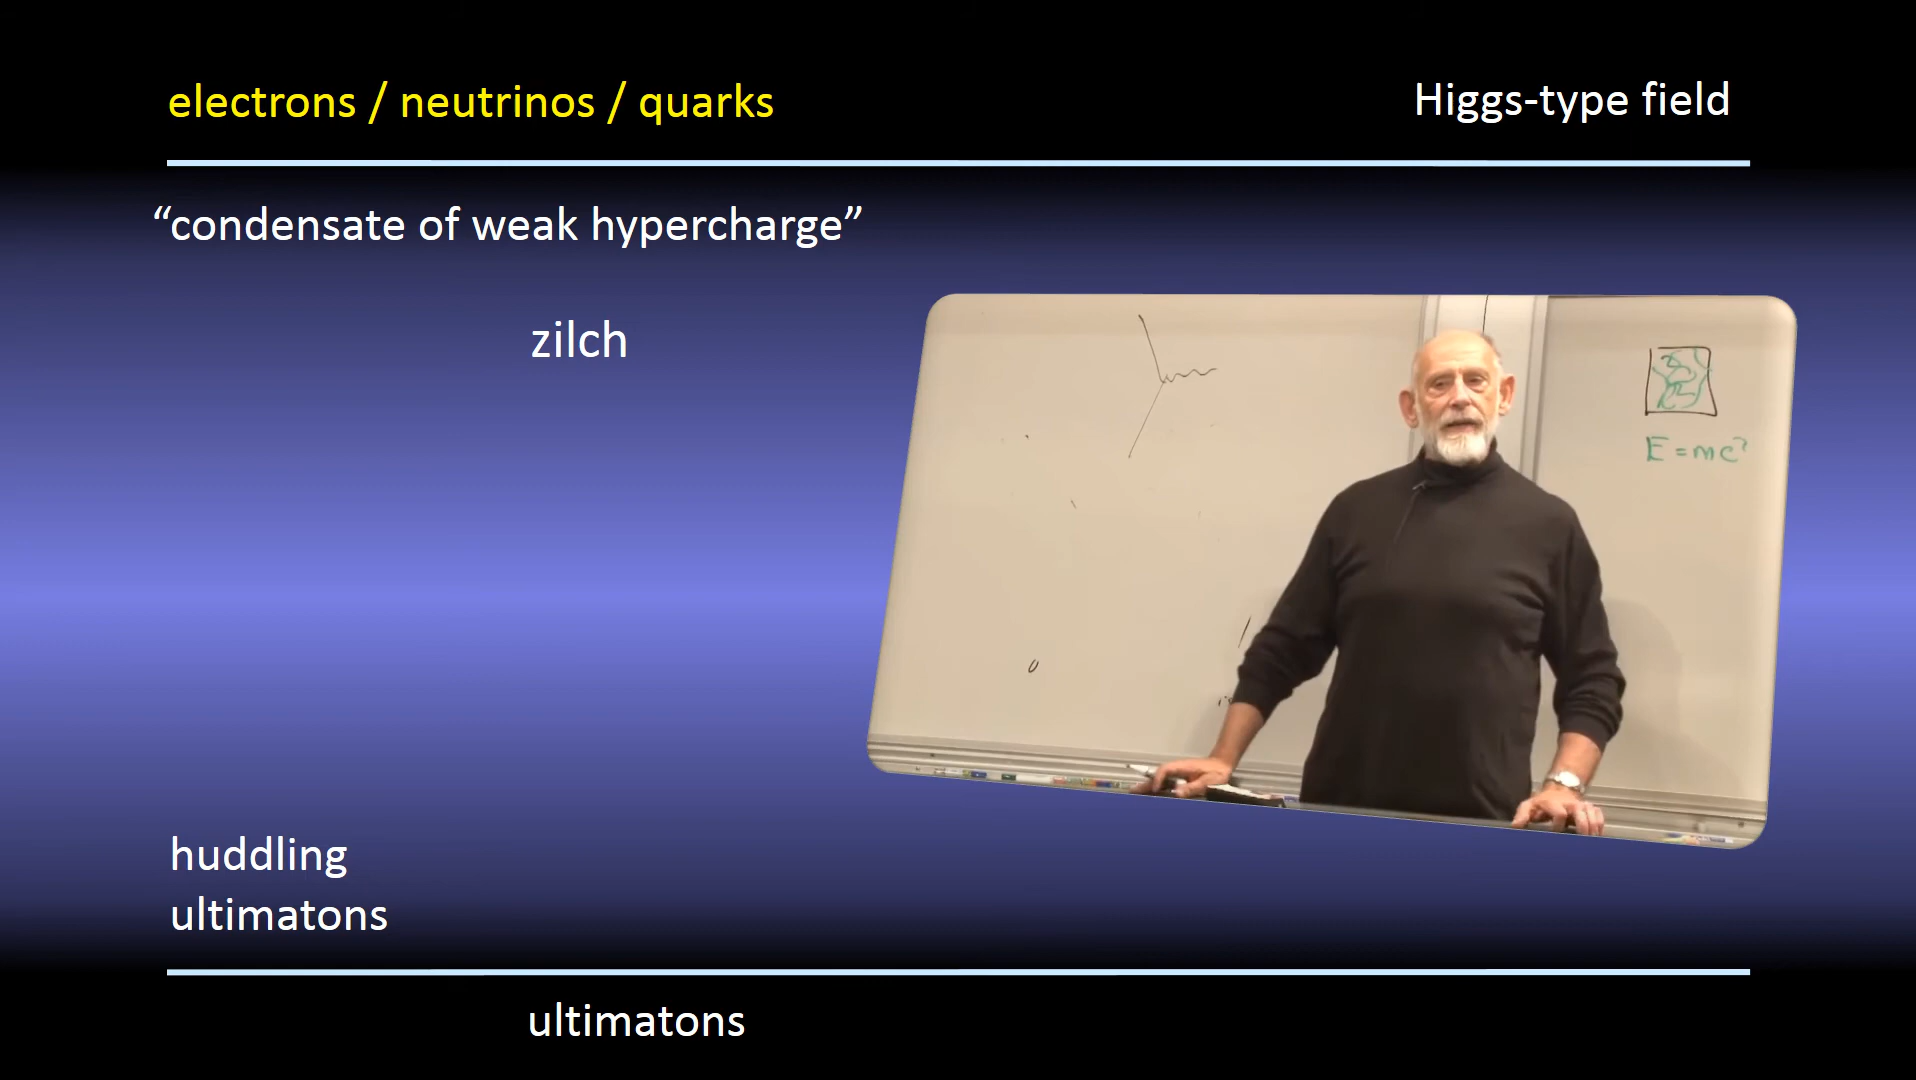 electrons / neutrinos / quarks
Higgs-type field
“condensate of weak hypercharge”
zilch
E=mc²
huddling
ultimatons
ultimatons